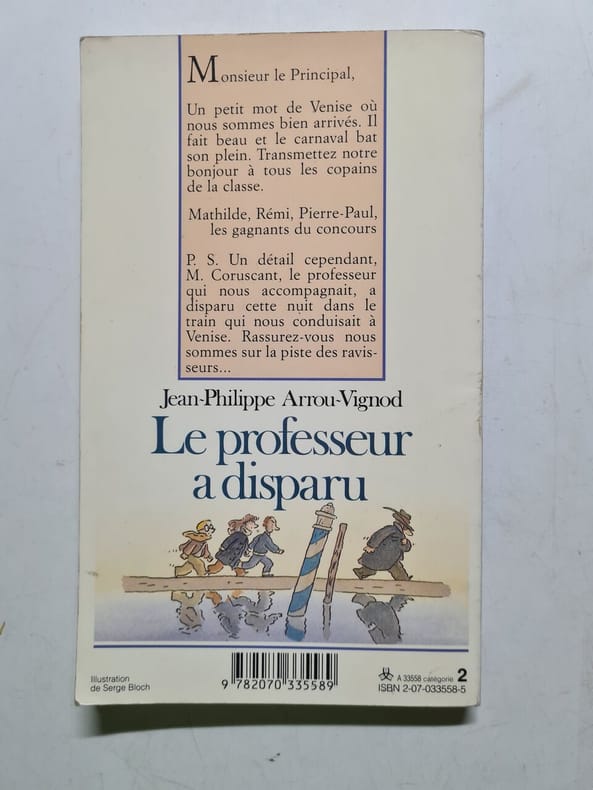 Monsieur le Principal,
Un petit mot de Venise où
nous sommes bien arrivés. Il
fait beau et le carnaval bat
son plein. Transmettez notre
bonjour à tous les copains
de la classe.
Mathilde, Rémi, Pierre-Paul,
les gagnants du concours
P. S. Un détail cependant,
M. Coruscant, le professeur
qui nous accompagnait, a
disparu cette nuit dans le
train qui nous conduisait à
Venise. Rassurez-vous nous
sommes sur la piste des ravis-
seurs...
Jean-Philippe Arrou-Vignod
Le professeur
a disparu
Illustration
de Serge Bloch
9 782070 335589
A 33558 catégorie 2
ISBN 2-07-033558-5